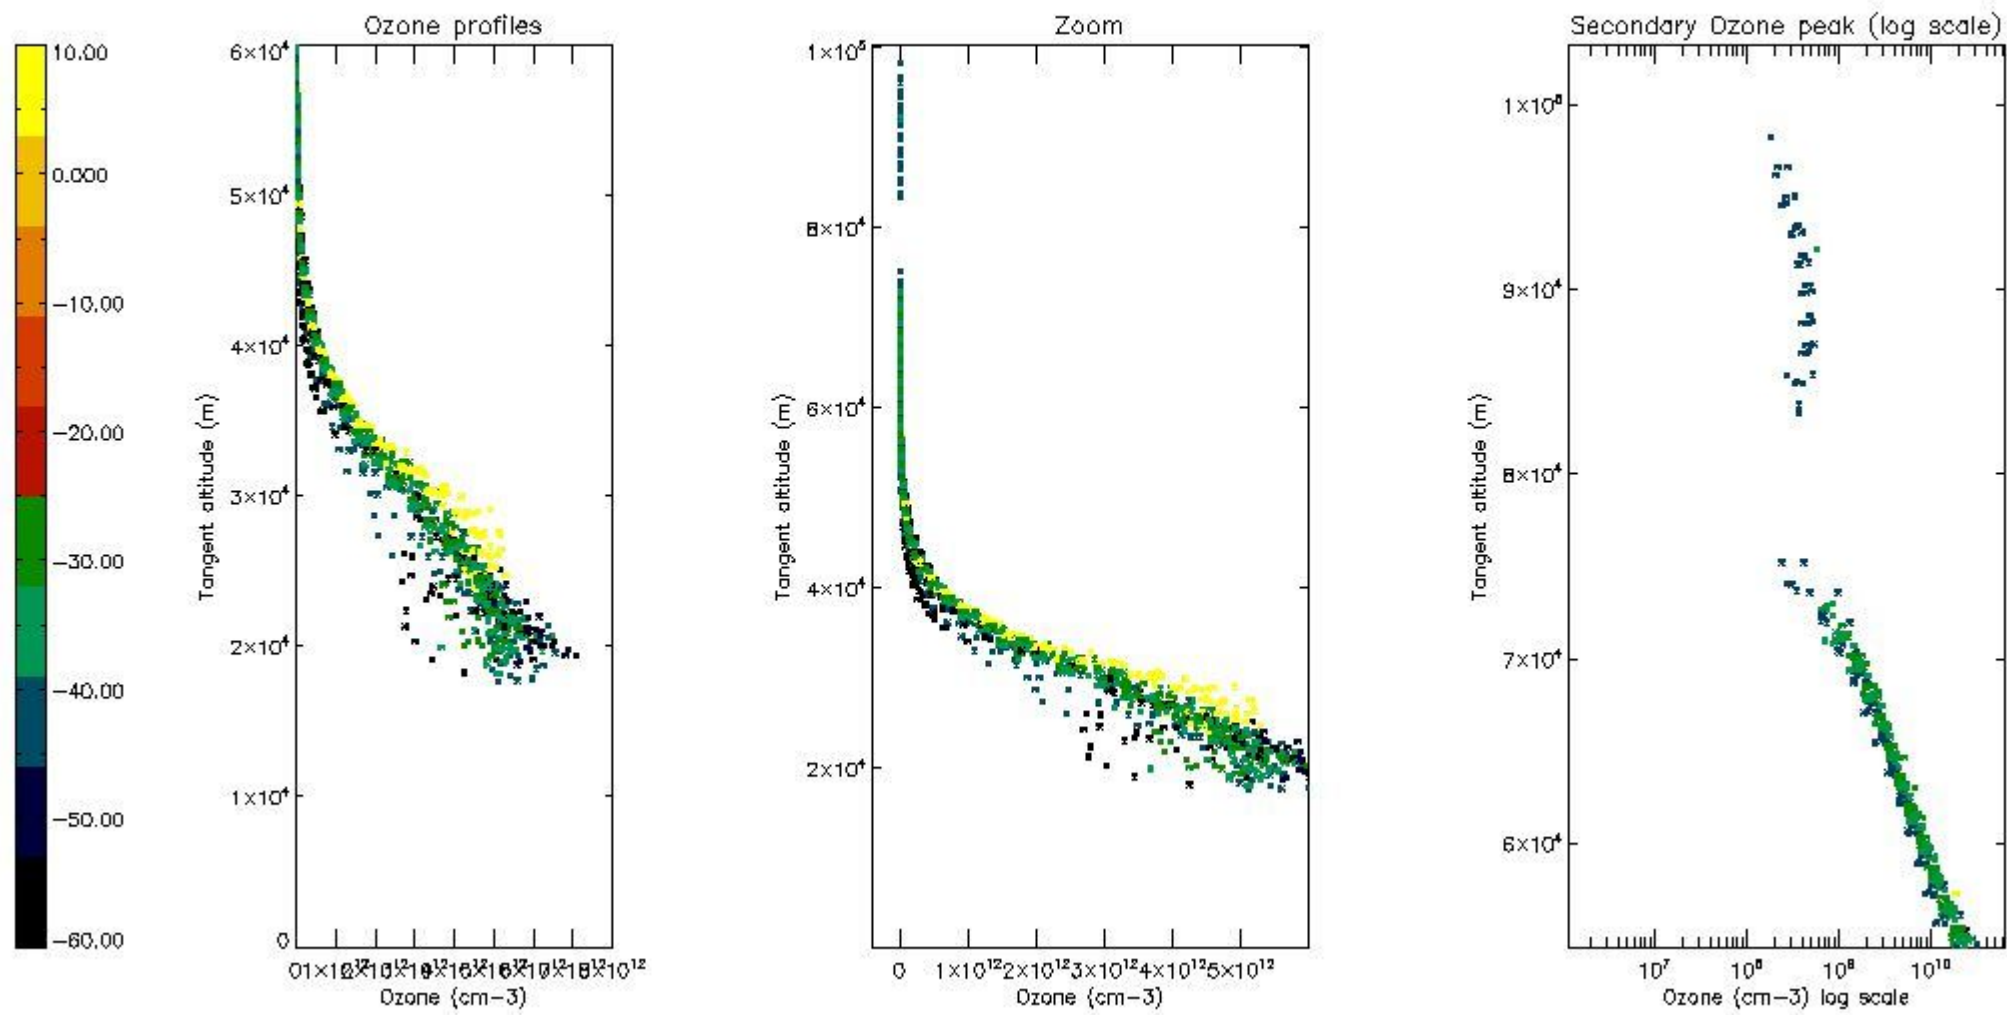 Ozone profiles
Zoom
Secondary Ozone peak (log scale)
10.00
0.000
−10.00
−20.00
−30.00
−40.00
−50.00
−60.00
6×10⁴
5×10⁴
4×10⁴
3×10⁴
2×10⁴
1×10⁴
0
Tangent altitude (m)
Ozone (cm−3)
1×10⁵
8×10⁴
6×10⁴
4×10⁴
2×10⁴
Tangent altitude (m)
0 1×10¹² 2×10¹² 3×10¹² 4×10¹² 5×10¹²
Ozone (cm−3)
9×10⁴
8×10⁴
7×10⁴
6×10⁴
Tangent altitude (m)
10⁷ 10⁸ 10⁹ 10¹⁰
Ozone (cm−3) log scale